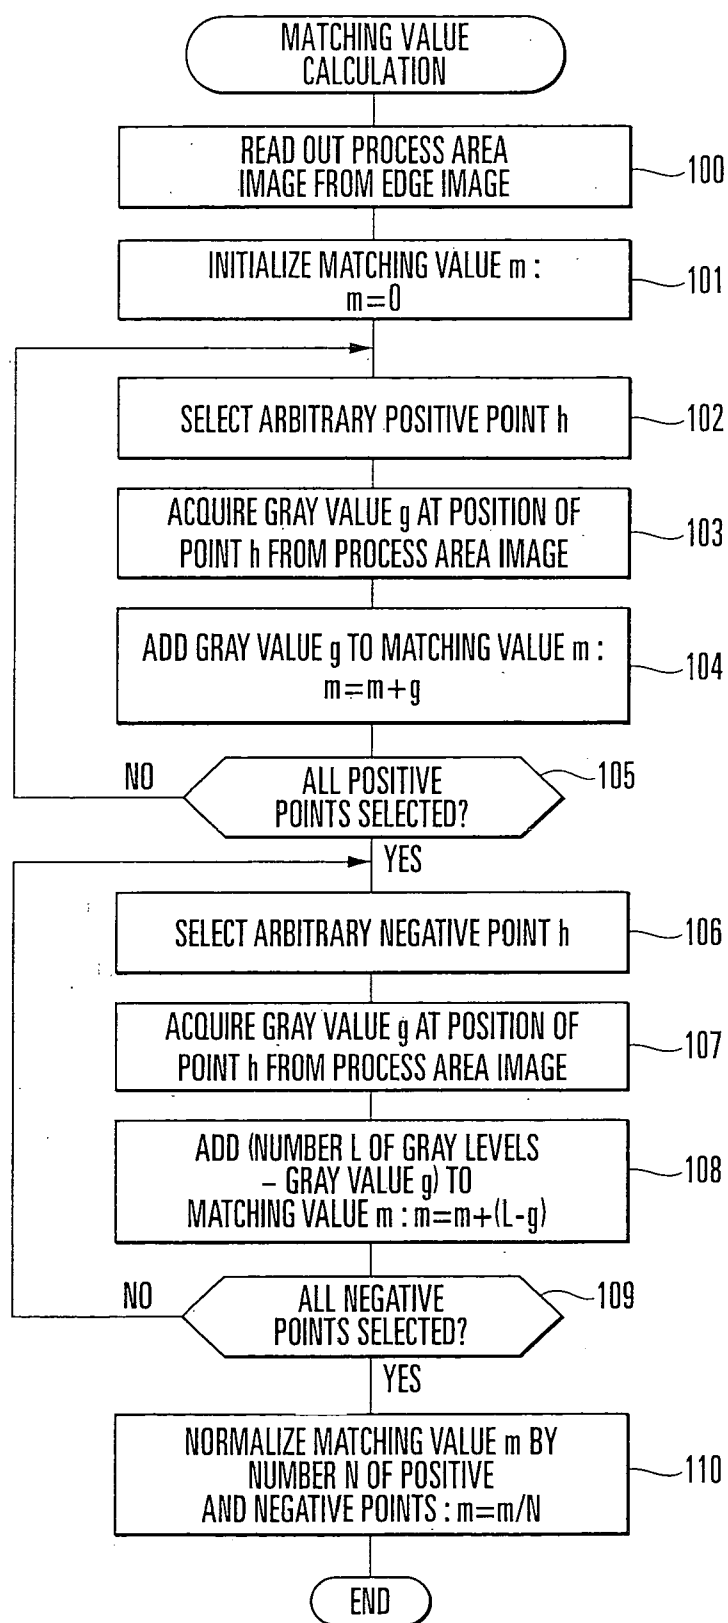 MATCHING VALUE
CALCULATION
READ OUT PROCESS AREA
IMAGE FROM EDGE IMAGE
100
INITIALIZE MATCHING VALUE m :
m=0
101
SELECT ARBITRARY POSITIVE POINT h
102
ACQUIRE GRAY VALUE g AT POSITION OF
POINT h FROM PROCESS AREA IMAGE
103
ADD GRAY VALUE g TO MATCHING VALUE m :
m=m+g
104
NO
ALL POSITIVE
POINTS SELECTED?
105
YES
SELECT ARBITRARY NEGATIVE POINT h
106
ACQUIRE GRAY VALUE g AT POSITION OF
POINT h FROM PROCESS AREA IMAGE
107
ADD (NUMBER L OF GRAY LEVELS
– GRAY VALUE g) TO
MATCHING VALUE m : m=m+(L-g)
108
NO
ALL NEGATIVE
POINTS SELECTED?
109
YES
NORMALIZE MATCHING VALUE m BY
NUMBER N OF POSITIVE
AND NEGATIVE POINTS : m=m/N
110
END